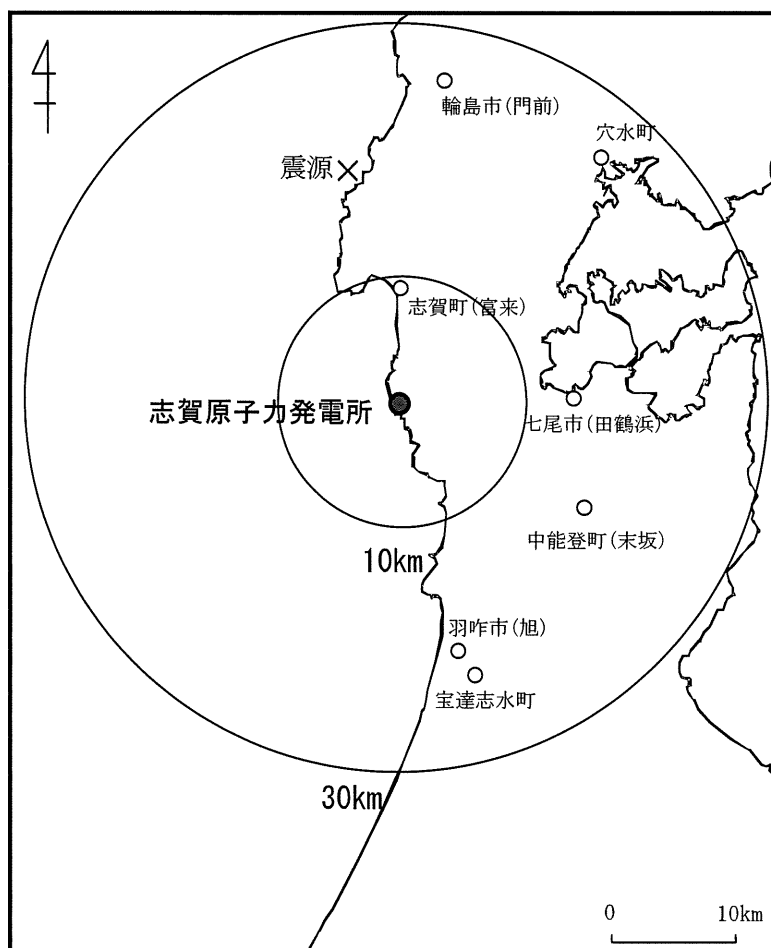 輪島市(門前)
穴水町
震源
志賀町(富来)
志賀原子力発電所
七尾市(田鶴浜)
中能登町(末坂)
10km
羽咋市(旭)
宝達志水町
30km
0 10km